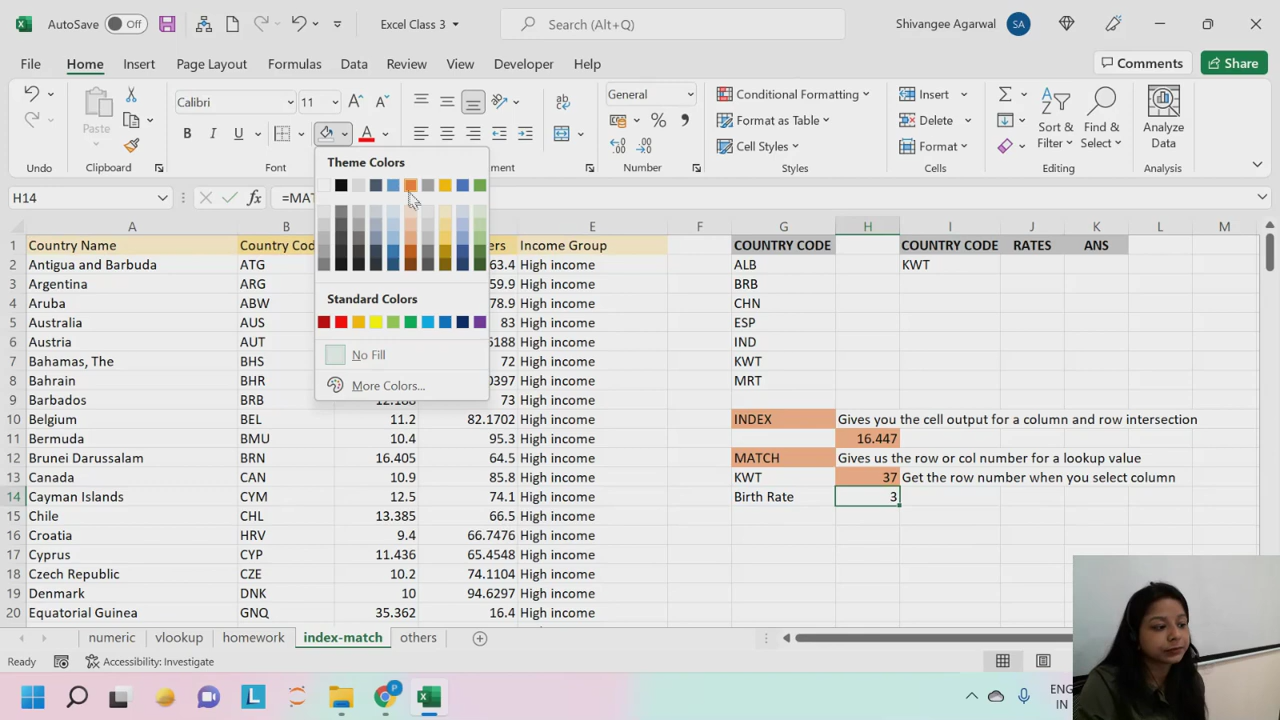 AutoSave Off Excel Class 3 Search (Alt+Q) Shivangee Agarwal SA
File Home Insert Page Layout Formulas Data Review View Developer Help Comments Share
Calibri 11 General Conditional Formatting Insert
Paste Format as Table Delete Sort & Filter Find & Select Analyze Data
B I U A % Cell Styles Format
Undo Clipboard Font Number Styles Cells Editing Analysis
Theme Colors
H14 fx =MAT
A B E F G H I J K L M
1 Country Name Country Cod ers Income Group COUNTRY CODE COUNTRY CODE RATES ANS
2 Antigua and Barbuda ATG 63.4 High income ALB KWT
3 Argentina ARG 59.9 High income BRB
4 Aruba ABW 78.9 High income CHN
Standard Colors
5 Australia AUS 83 High income ESP
6 Austria AUT 6188 High income IND
7 Bahamas, The BHS 72 High income KWT
No Fill
8 Bahrain BHR 0397 High income MRT
More Colors...
9 Barbados BRB 12.188 73 High income
10 Belgium BEL 11.2 82.1702 High income INDEX Gives you the cell output for a column and row intersection
11 Bermuda BMU 10.4 95.3 High income 16.447
12 Brunei Darussalam BRN 16.405 64.5 High income MATCH Gives us the row or col number for a lookup value
13 Canada CAN 10.9 85.8 High income KWT 37 Get the row number when you select column
14 Cayman Islands CYM 12.5 74.1 High income Birth Rate 3
15 Chile CHL 13.385 66.5 High income
16 Croatia HRV 9.4 66.7476 High income
17 Cyprus CYP 11.436 65.4548 High income
18 Czech Republic CZE 10.2 74.1104 High income
19 Denmark DNK 10 94.6297 High income
20 Equatorial Guinea GNQ 35.362 16.4 High income
numeric vlookup homework index-match others
Ready Accessibility: Investigate
ENG
IN